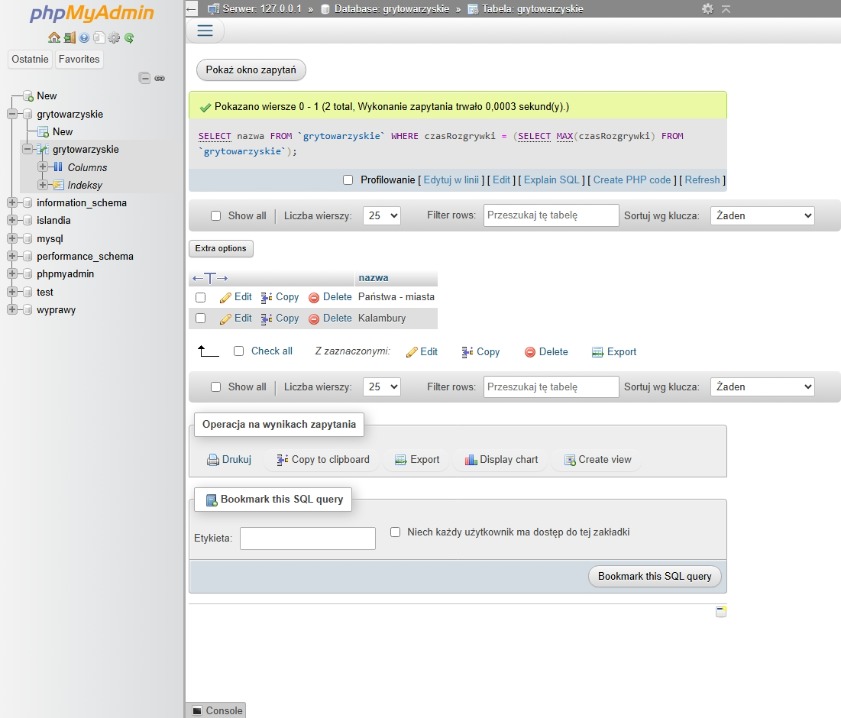 phpMyAdmin
Ostatnie Favorites
New
grytowarzyskie
New
grytowarzyskie
Columns
Indeksy
information_schema
islandia
mysql
performance_schema
phpmyadmin
test
wyprawy
Serwer: 127.0.0.1 » Database: grytowarzyskie » Tabela: grytowarzyskie
Pokaż okno zapytań
Pokazano wiersze 0 - 1 (2 total, Wykonanie zapytania trwało 0,0003 sekund(y).)
SELECT nazwa FROM `grytowarzyskie` WHERE czasRozgrywki = (SELECT MAX(czasRozgrywki) FROM
`grytowarzyskie`);
Profilowanie [ Edytuj w linii ] [ Edit ] [ Explain SQL ] [ Create PHP code ] [ Refresh ]
Show all Liczba wierszy: 25 Filter rows: Przeszukaj tę tabelę Sortuj wg klucza: Żaden
Extra options
←T→ nazwa
Edit Copy Delete Państwa - miasta
Edit Copy Delete Kalambury
Check all Z zaznaczonymi: Edit Copy Delete Export
Show all Liczba wierszy: 25 Filter rows: Przeszukaj tę tabelę Sortuj wg klucza: Żaden
Operacja na wynikach zapytania
Drukuj Copy to clipboard Export Display chart Create view
Bookmark this SQL query
Etykieta: Niech każdy użytkownik ma dostęp do tej zakładki
Bookmark this SQL query
Console